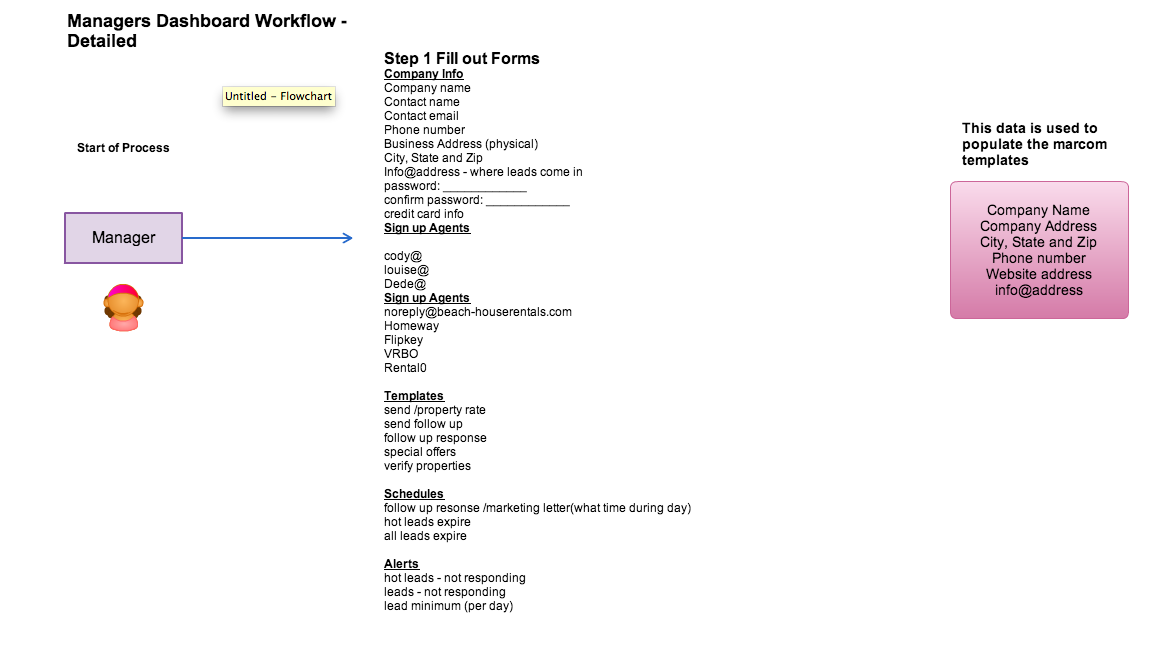 Managers Dashboard Workflow -
Detailed
Untitled – Flowchart
Start of Process
Manager
Step 1 Fill out Forms
Company Info
Company name
Contact name
Contact email
Phone number
Business Address (physical)
City, State and Zip
Info@address - where leads come in
password: _____________
confirm password: _____________
credit card info
Sign up Agents
cody@
louise@
Dede@
Sign up Agents
noreply@beach-houserentals.com
Homeway
Flipkey
VRBO
Rental0
Templates
send /property rate
send follow up
follow up response
special offers
verify properties
Schedules
follow up resonse /marketing letter(what time during day)
hot leads expire
all leads expire
Alerts
hot leads - not responding
leads - not responding
lead minimum (per day)
This data is used to
populate the marcom
templates
Company Name
Company Address
City, State and Zip
Phone number
Website address
info@address